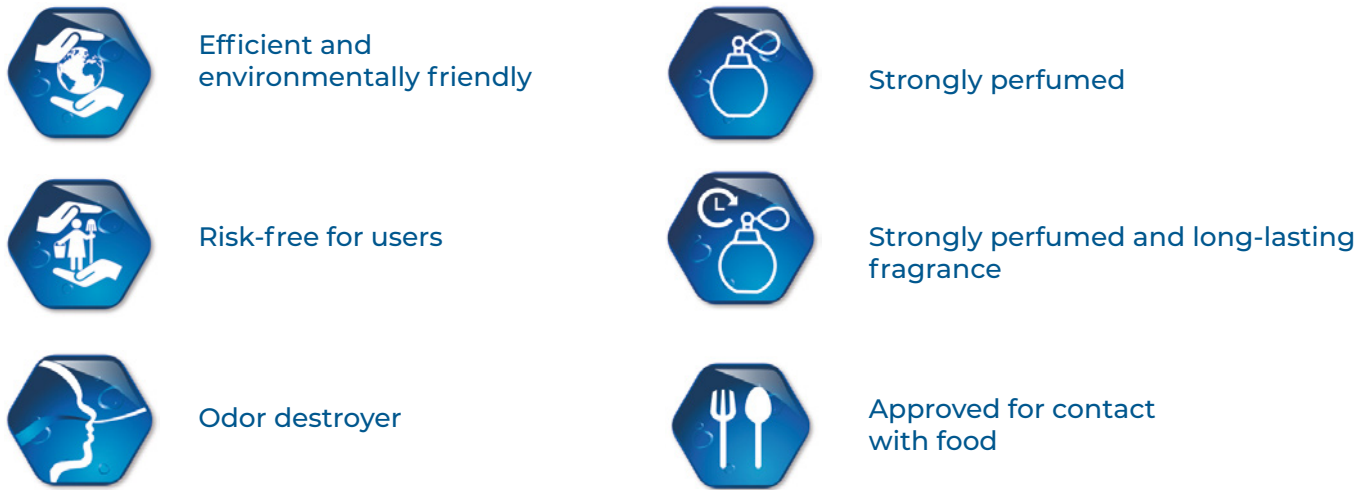 Efficient and
environmentally friendly
Risk-free for users
Odor destroyer
Strongly perfumed
Strongly perfumed and long-lasting
fragrance
Approved for contact
with food